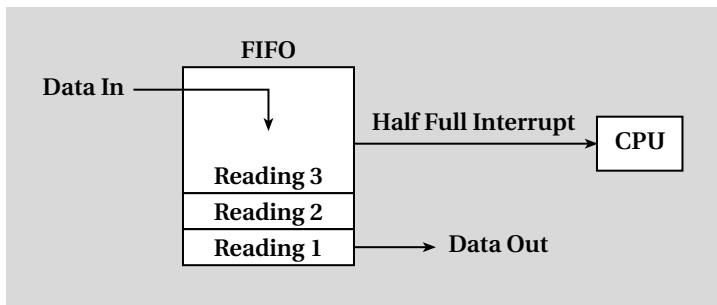 FIFO
Data In
Half Full Interrupt
CPU
Reading 3
Reading 2
Reading 1
Data Out